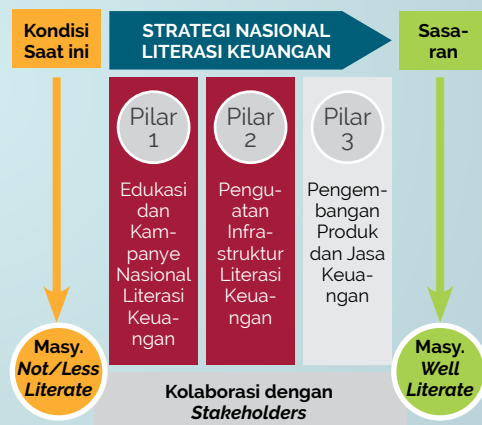 Kondisi
Saat ini
STRATEGI NASIONAL
LITERASI KEUANGAN
Sasa-
ran
Pilar
1
Edukasi
dan
Kam-
panye
Nasional
Literasi
Keua-
ngan
Pilar
2
Pengu-
atan
Infra-
struktur
Literasi
Keua-
ngan
Pilar
3
Pengem-
bangan
Produk
dan Jasa
Keua-
ngan
Masy.
Not/Less
Literate
Masy.
Well
Literate
Kolaborasi dengan
Stakeholders